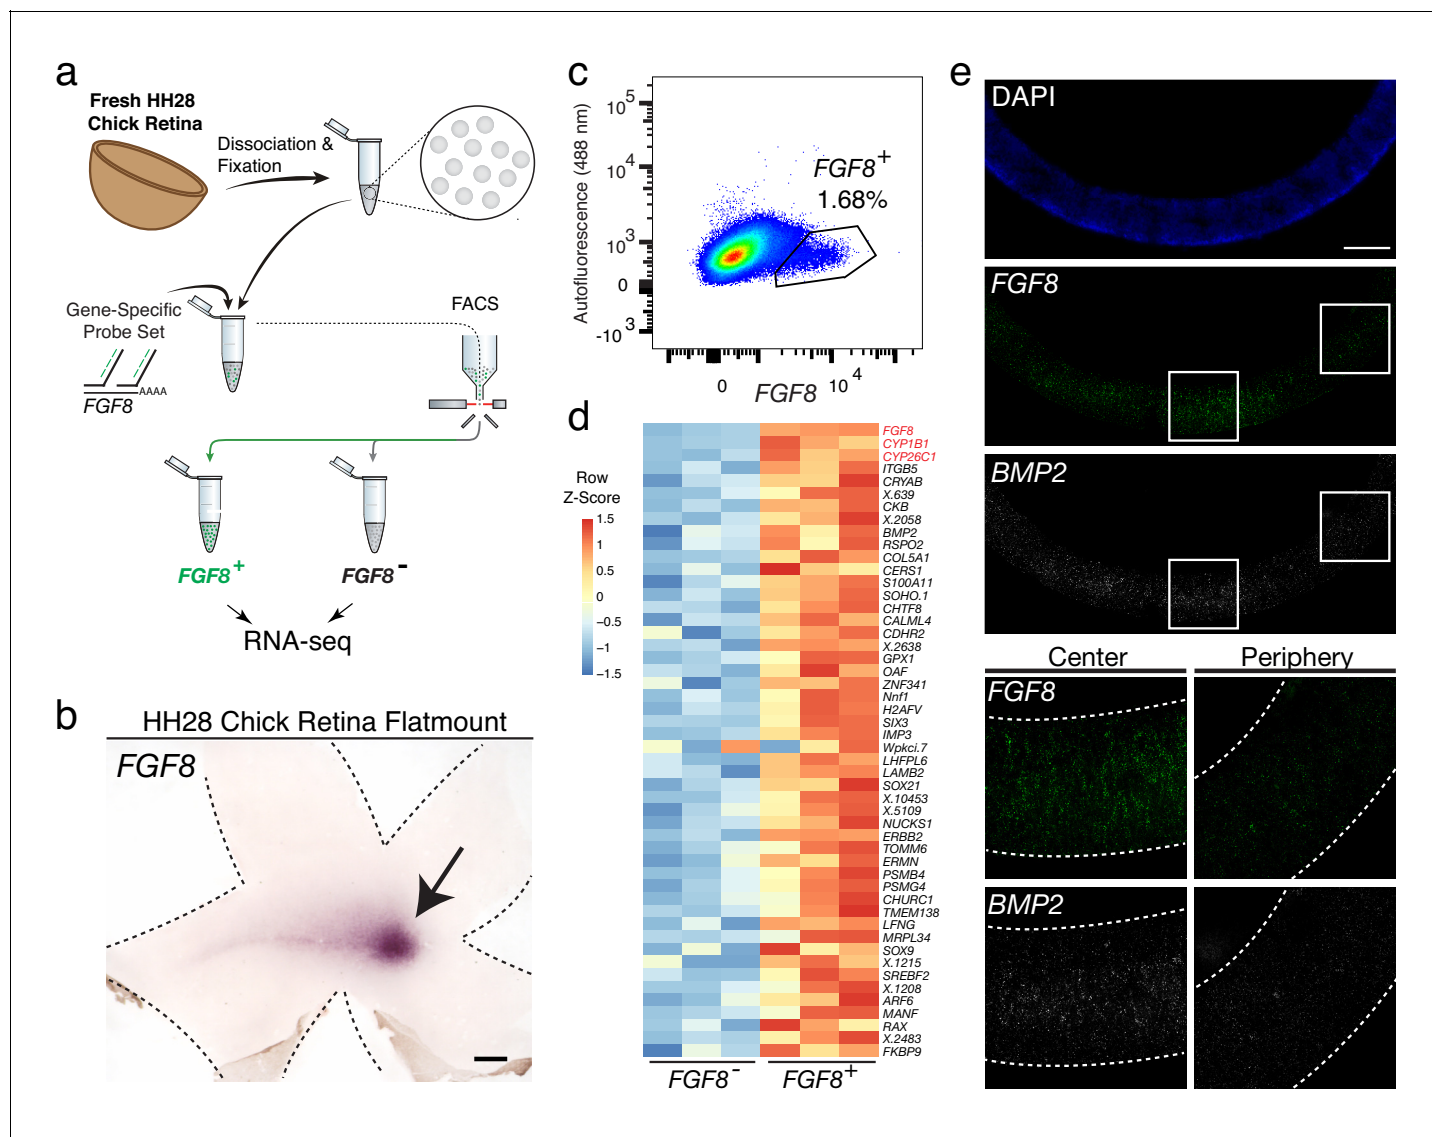 a
Fresh HH28
Chick Retina
Dissociation &
Fixation
Gene-Specific
Probe Set
AAAA
FGF8
FACS
FGF8+
FGF8-
RNA-seq
b
HH28 Chick Retina Flatmount
FGF8
c
Autofluorescence (488 nm)
10^5
10^4
10^3
0
-10^3
FGF8+
1.68%
0
10^4
FGF8
d
Row
Z-Score
1.5
1
0.5
0
−0.5
−1
−1.5
FGF8
CYP1B1
CYP26C1
ITGB5
CRYAB
X.639
CKB
X.2058
BMP2
RSPO2
COL5A1
CERS1
S100A11
SOHO.1
CHTF8
CALML4
CDHR2
X.2638
GPX1
OAF
ZNF341
Nnf1
H2AFV
SIX3
IMP3
Wpkci.7
LHFPL6
LAMB2
SOX21
X.10453
X.5109
NUCKS1
ERBB2
TOMM6
ERMN
PSMB4
PSMG4
CHURC1
TMEM138
LFNG
MRPL34
SOX9
X.1215
SREBF2
X.1208
ARF6
MANF
RAX
X.2483
FKBP9
FGF8-
FGF8+
e
DAPI
FGF8
BMP2
Center
Periphery
FGF8
BMP2